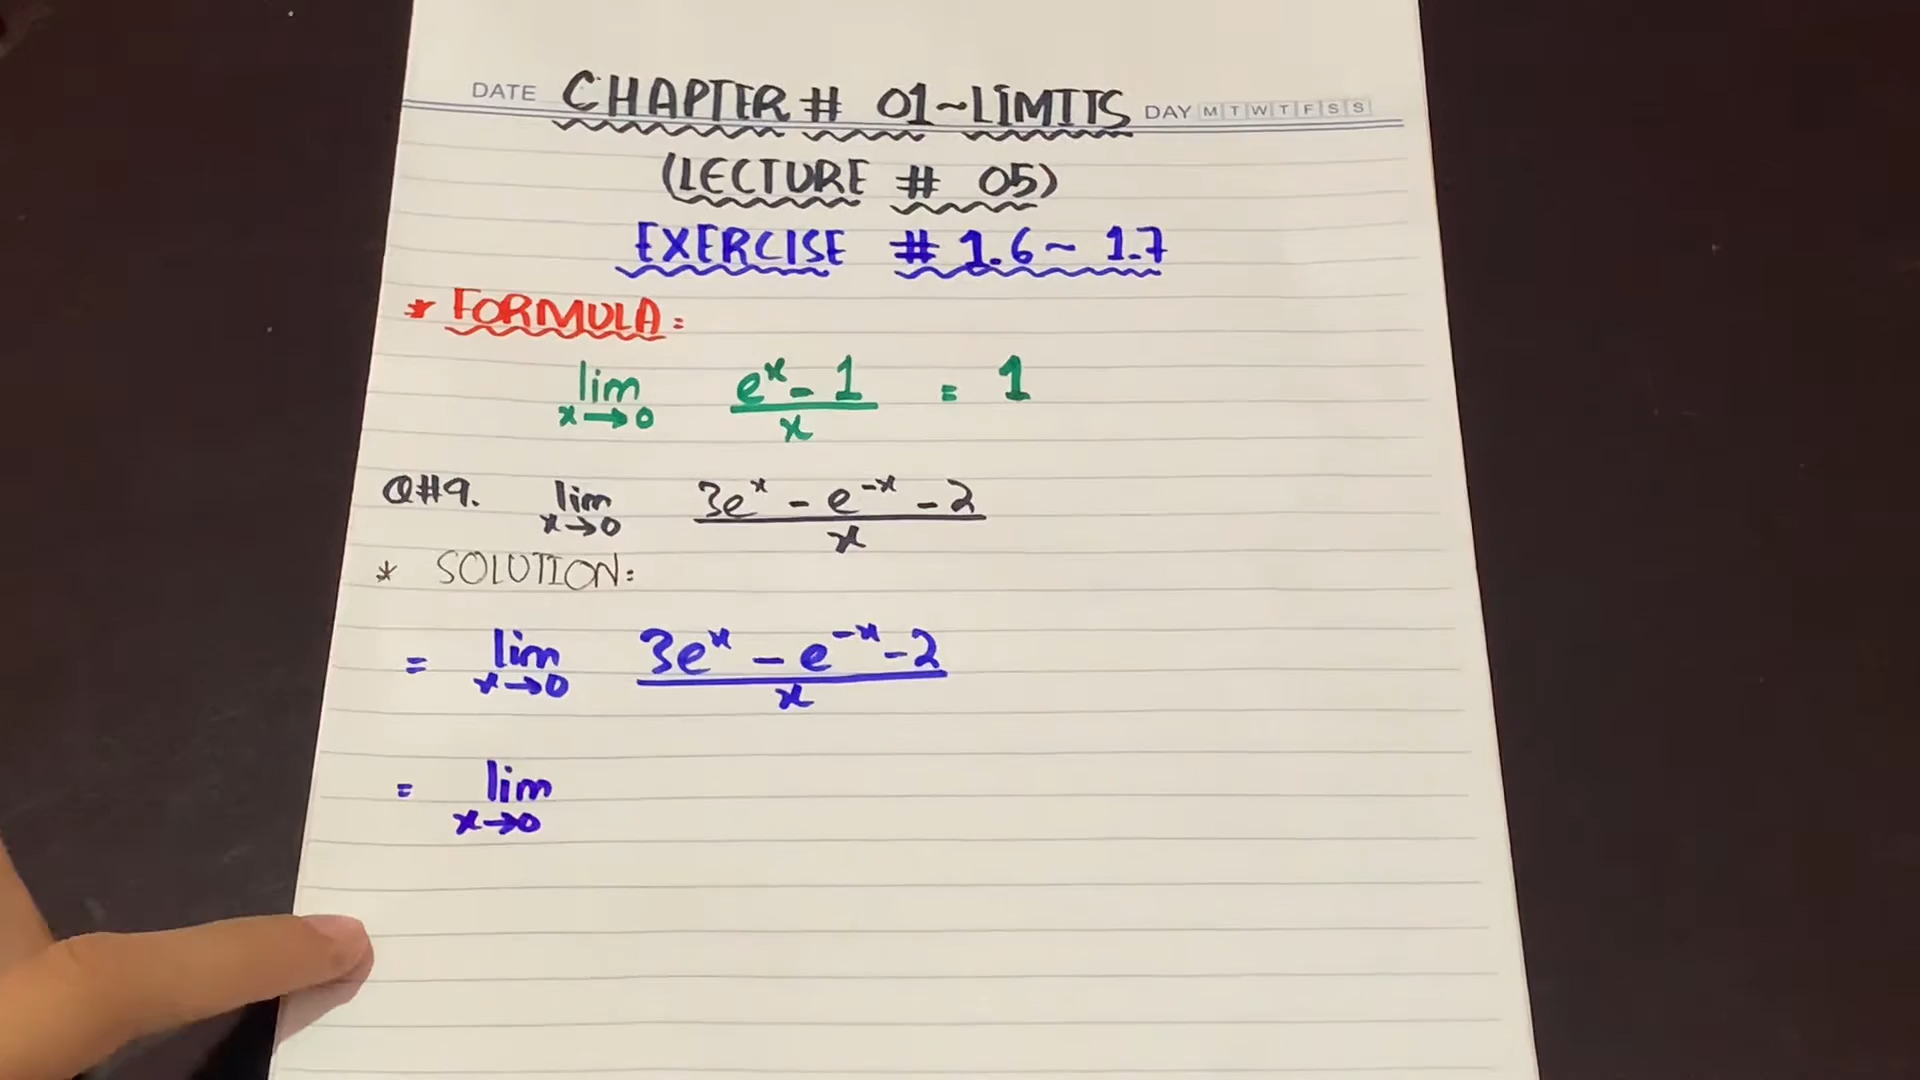 DATE CHAPTER # 01~LIMITS DAY M T W T F S S
(LECTURE # 05)
EXERCISE # 1.6 ~ 1.7
* FORMULA:
lim x→0 (e^x - 1)/x = 1
Q#9. lim x→0 (3e^x - e^-x - 2)/x
* SOLUTION:
= lim x→0 (3e^x - e^-x - 2)/x
= lim x→0